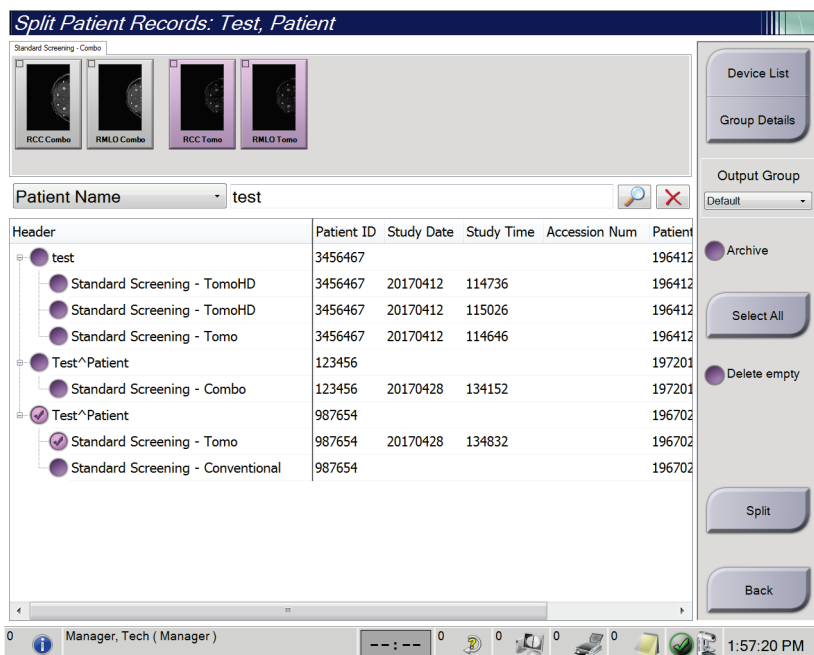 Split Patient Records: Test, Patient
Standard Screening - Combo
RCC Combo RMLO Combo RCC Tomo RMLO Tomo
Device List
Group Details
Output Group
Default
Archive
Select All
Delete empty
Split
Back
Patient Name test
Header Patient ID Study Date Study Time Accession Num Patient
test 3456467 196412
Standard Screening - TomoHD 3456467 20170412 114736 196412
Standard Screening - TomoHD 3456467 20170412 115026 196412
Standard Screening - Tomo 3456467 20170412 114646 196412
Test^Patient 123456 197201
Standard Screening - Combo 123456 20170428 134152 197201
Test^Patient 987654 196702
Standard Screening - Tomo 987654 20170428 134832 196702
Standard Screening - Conventional 987654 196702
0 Manager, Tech ( Manager ) --:-- 0 0 0 0 1:57:20 PM